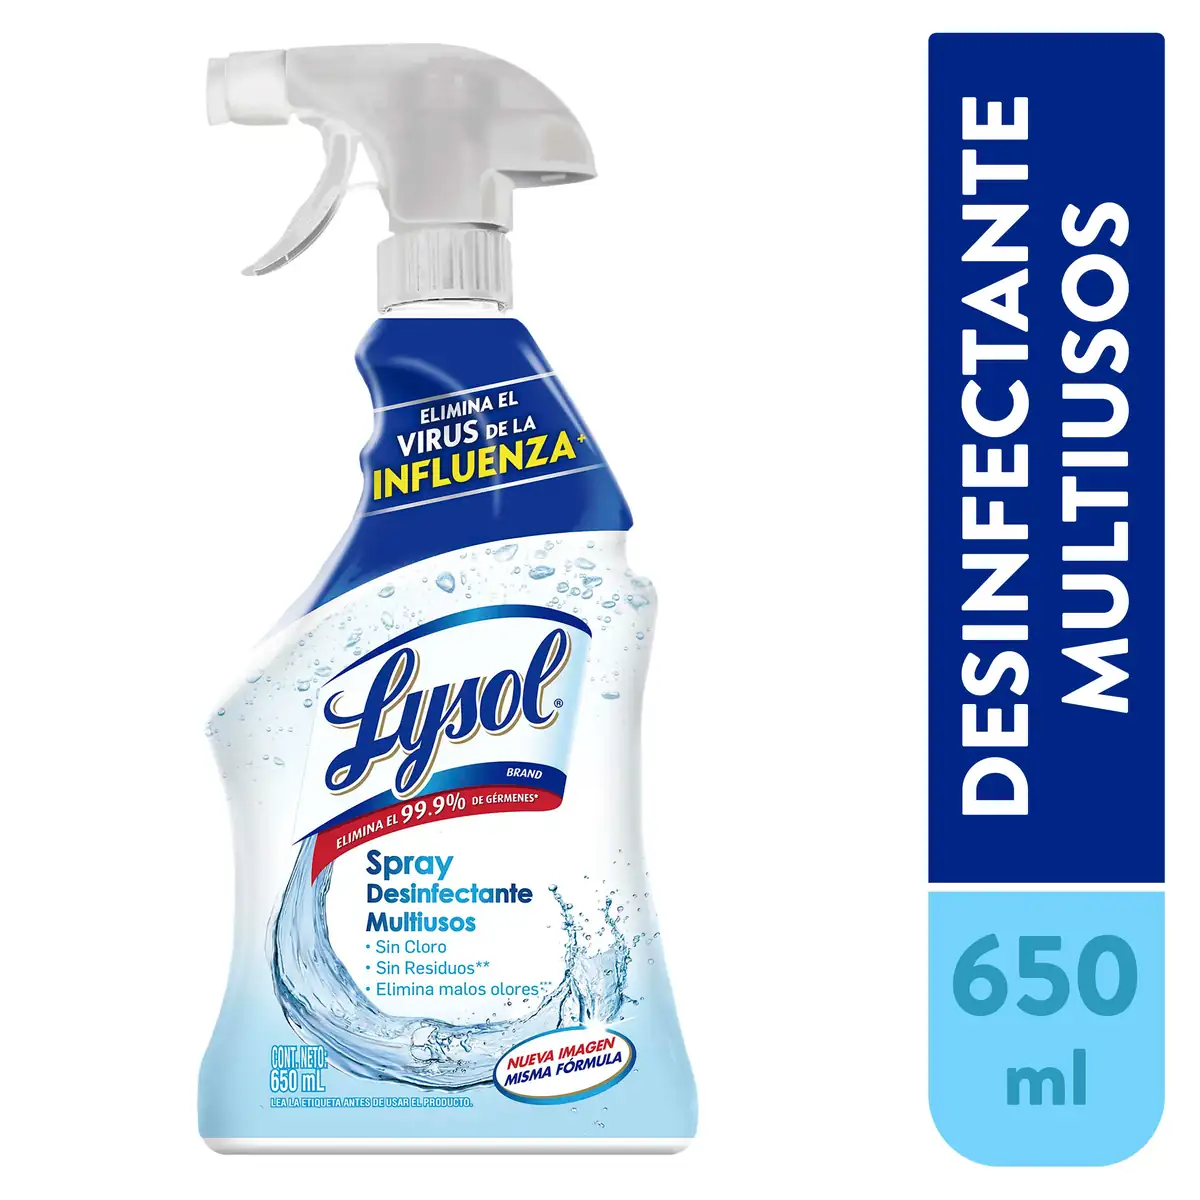 ELIMINA EL
VIRUS DE LA
INFLUENZA+
Lysol®
BRAND
ELIMINA EL 99.9% DE GÉRMENES*
Spray
Desinfectante
Multiusos
• Sin Cloro
• Sin Residuos**
• Elimina malos olores***
NUEVA IMAGEN
MISMA FÓRMULA
CONT. NETO:
650 mL
LEA LA ETIQUETA ANTES DE USAR EL PRODUCTO.
DESINFECTANTE
MULTIUSOS
650
ml